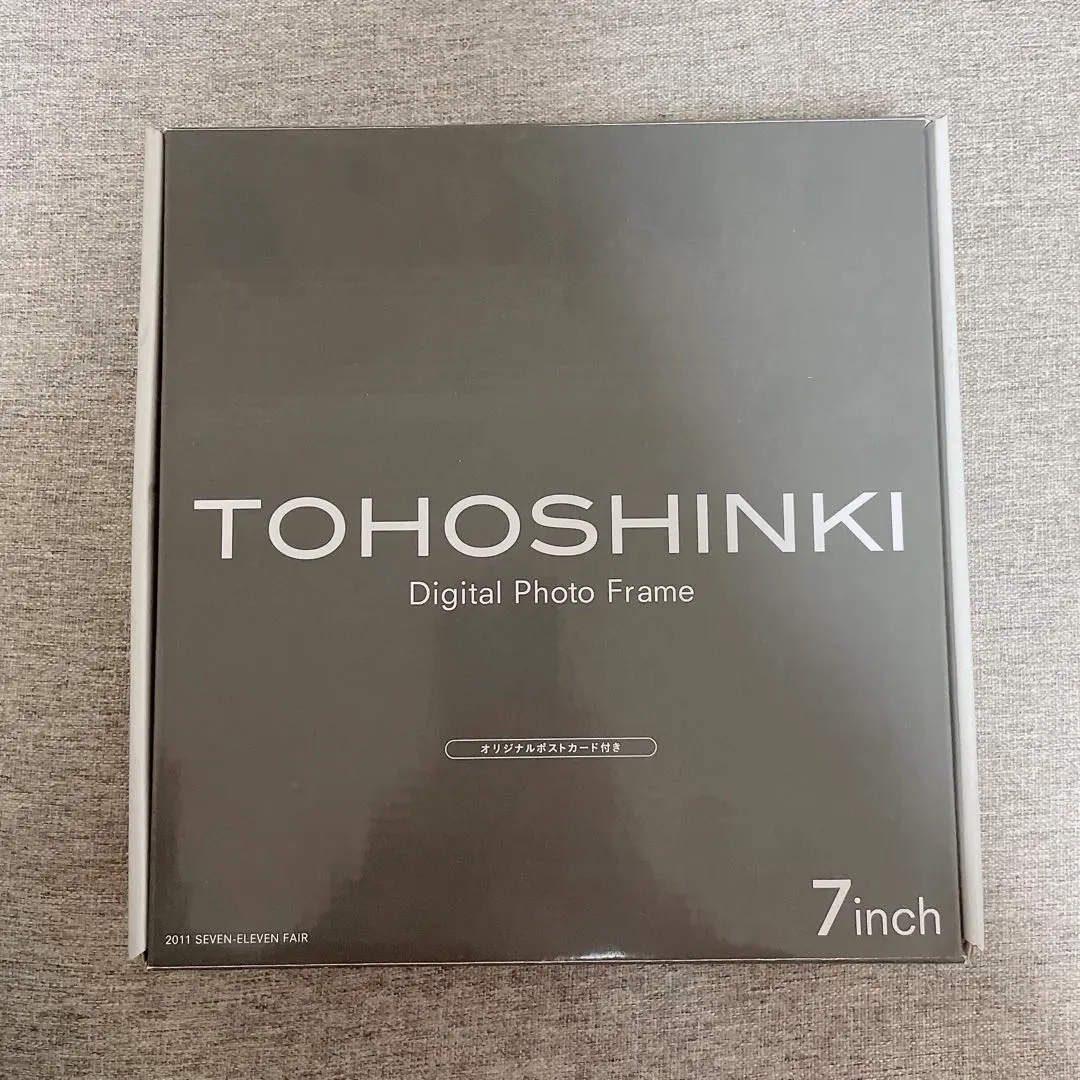 TOHOSHINKI
Digital Photo Frame
オリジナルポストカード付き
7inch
2011 SEVEN-ELEVEN FAIR